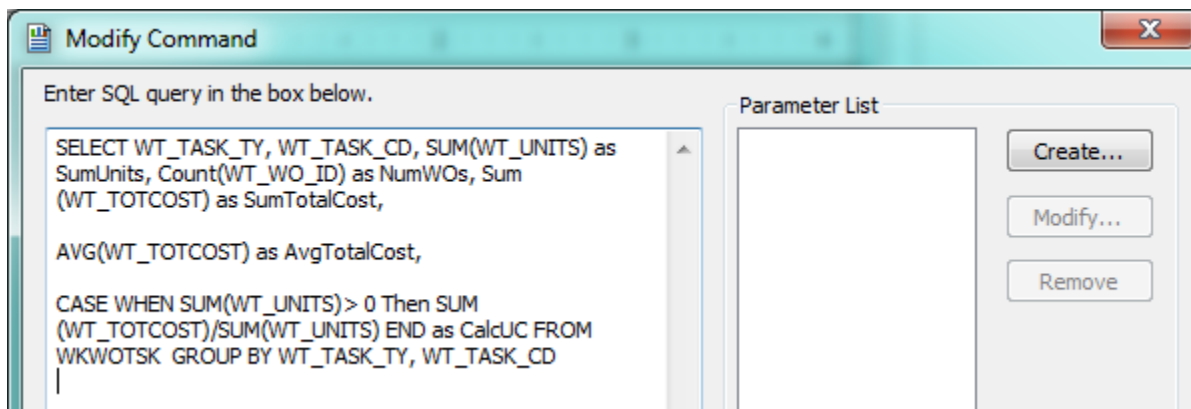 Modify Command
X
Enter SQL query in the box below.
Parameter List
SELECT WT_TASK_TY, WT_TASK_CD, SUM(WT_UNITS) as
SumUnits, Count(WT_WO_ID) as NumWOs, Sum
(WT_TOTCOST) as SumTotalCost,
AVG(WT_TOTCOST) as AvgTotalCost,
CASE WHEN SUM(WT_UNITS)> 0 Then SUM
(WT_TOTCOST)/SUM(WT_UNITS) END as CalcUC FROM
WKWOTSK  GROUP BY WT_TASK_TY, WT_TASK_CD
Create...
Modify...
Remove